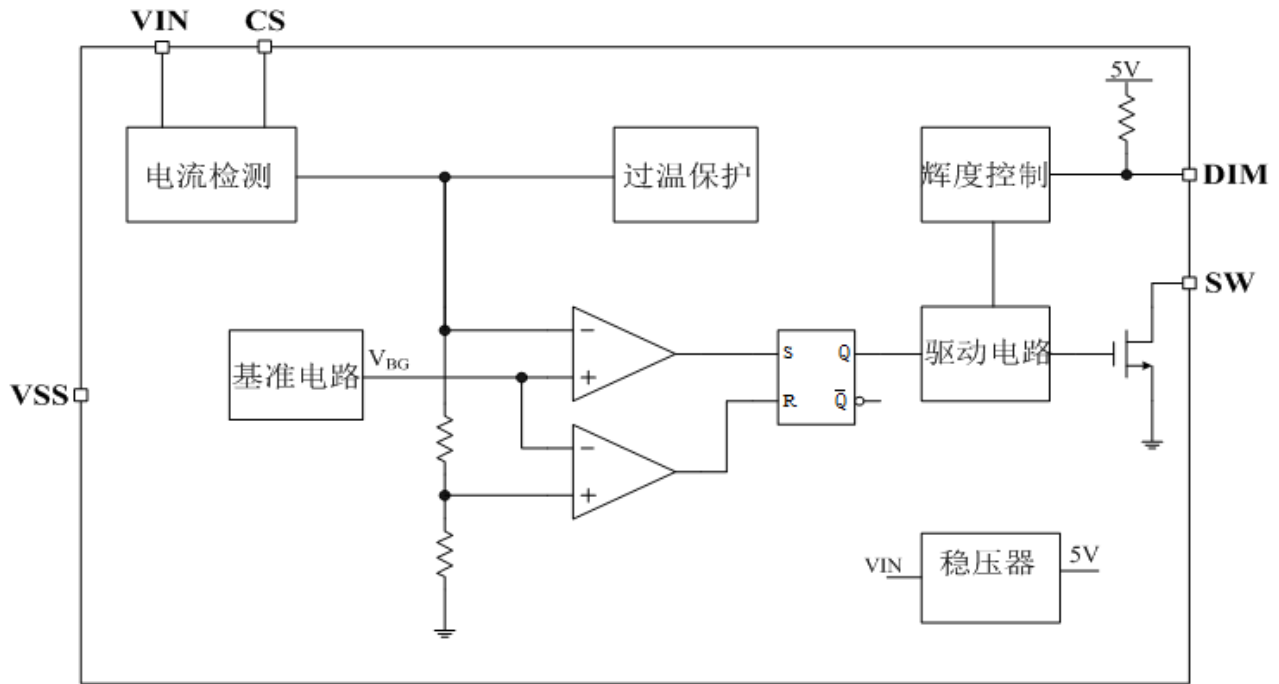 VIN
CS
5V
电流检测
过温保护
辉度控制
DIM
SW
基准电路
V_BG
−
+
S
Q
R
Q̅
驱动电路
VSS
−
+
VIN
稳压器
5V